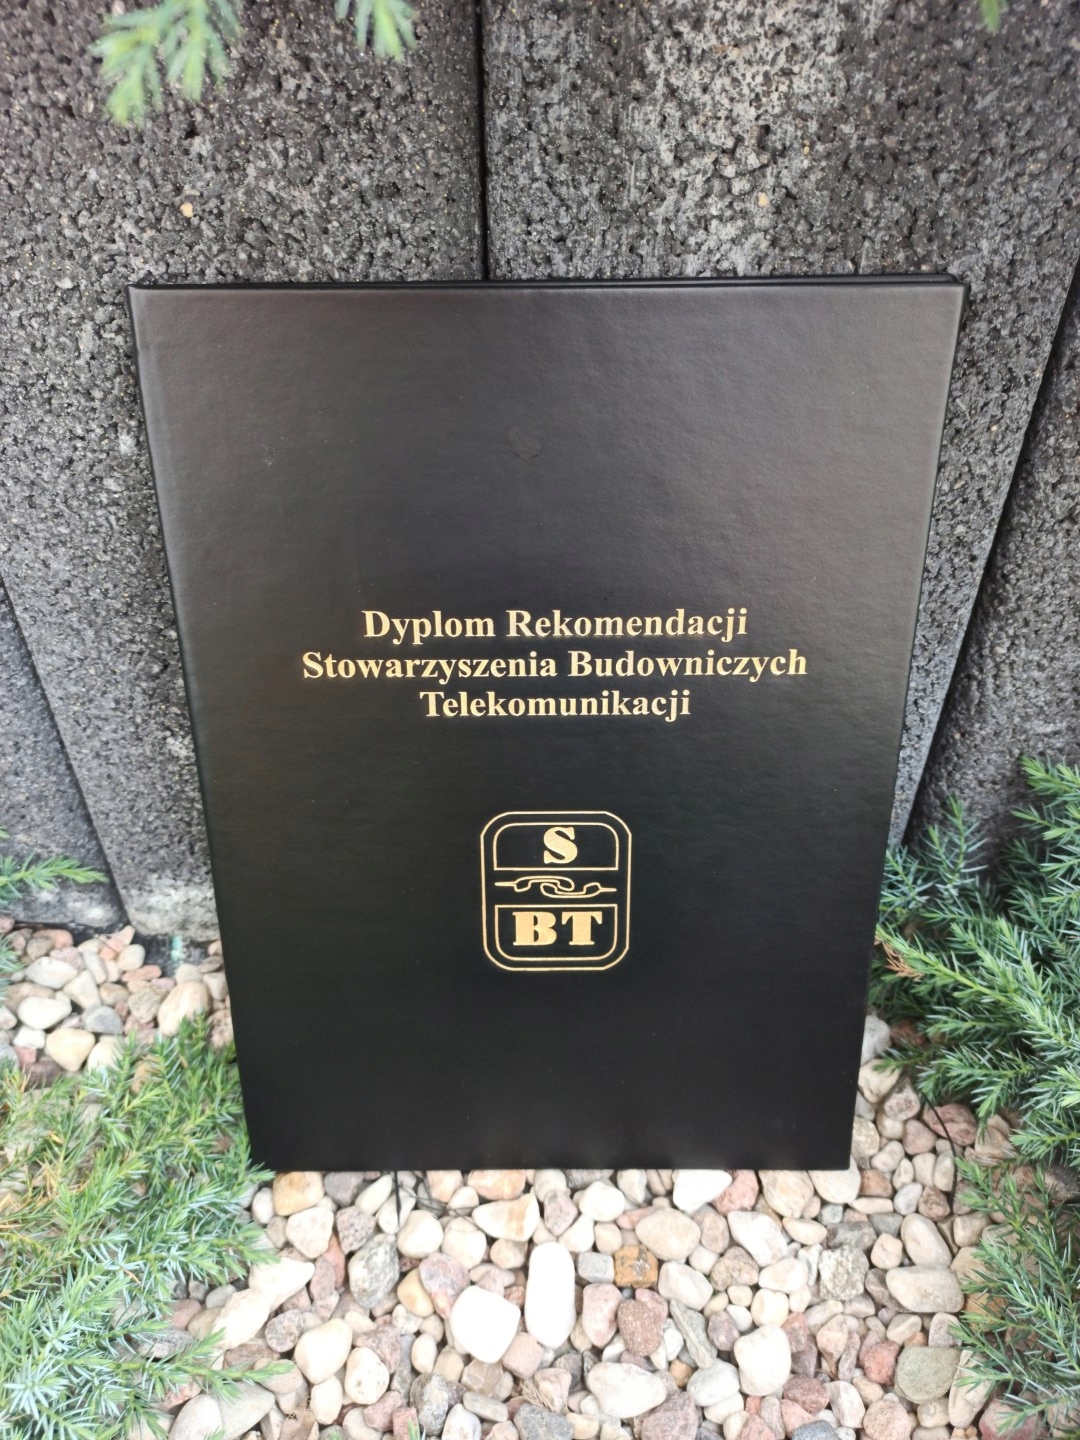 Dyplom Rekomendacji
Stowarzyszenia Budowniczych
Telekomunikacji
S
BT